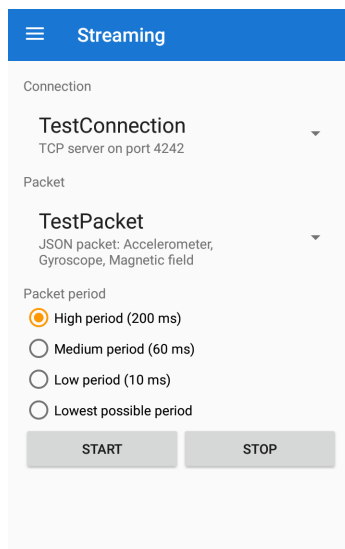 Streaming
Connection
TestConnection
TCP server on port 4242
Packet
TestPacket
JSON packet: Accelerometer,
Gyroscope, Magnetic field
Packet period
High period (200 ms)
Medium period (60 ms)
Low period (10 ms)
Lowest possible period
START STOP